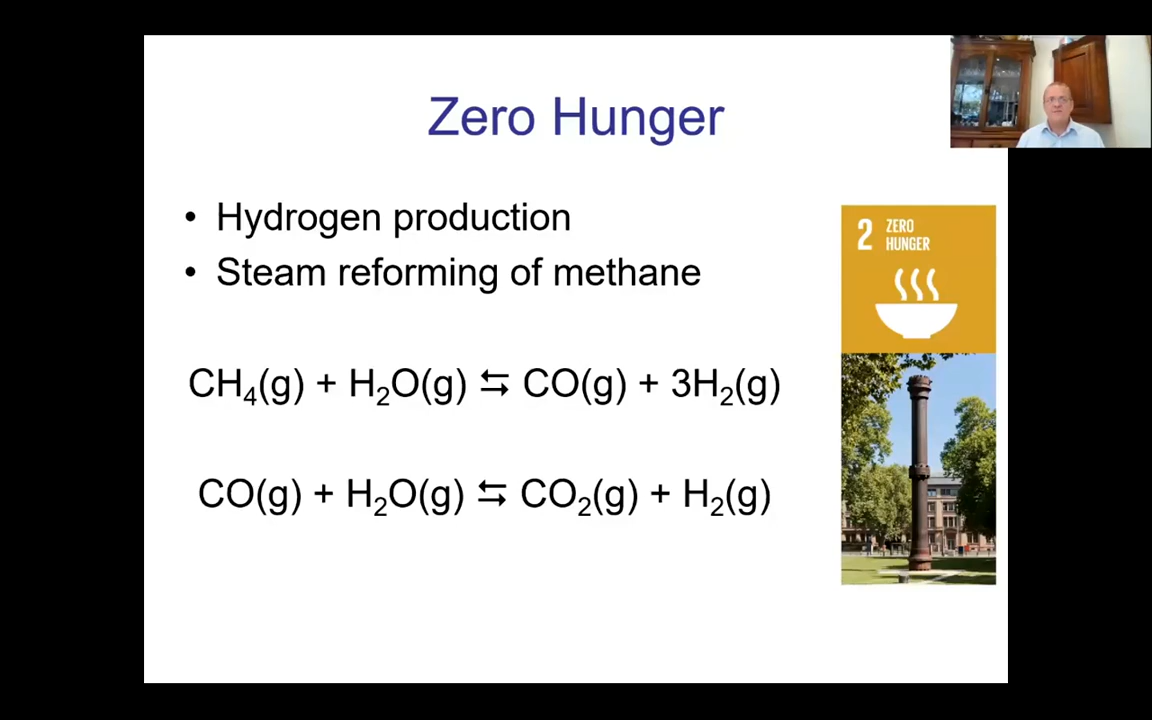 Zero Hunger
• Hydrogen production
• Steam reforming of methane
CH₄(g) + H₂O(g) ⇆ CO(g) + 3H₂(g)
CO(g) + H₂O(g) ⇆ CO₂(g) + H₂(g)
2 ZERO
HUNGER